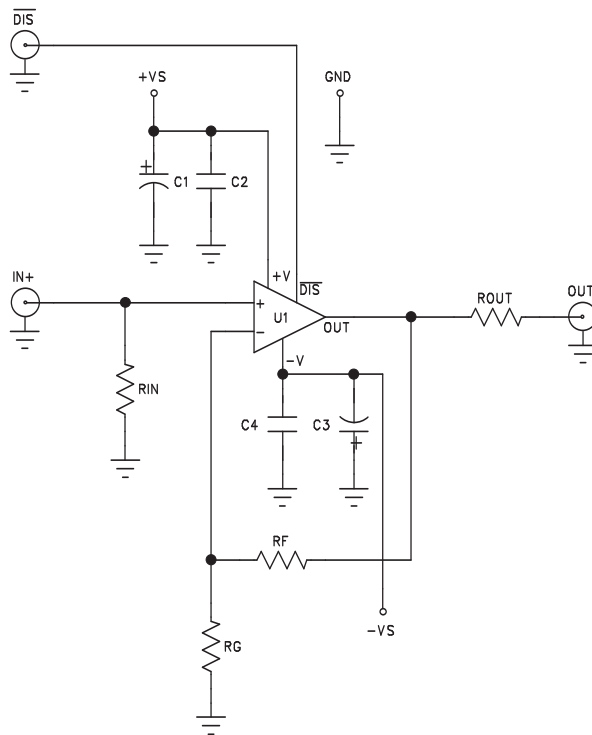 DIS
+VS
GND
C1
C2
IN+
+V
DIS
+
U1
-
OUT
ROUT
OUT
-V
RIN
C4
C3
+
RF
-VS
RG